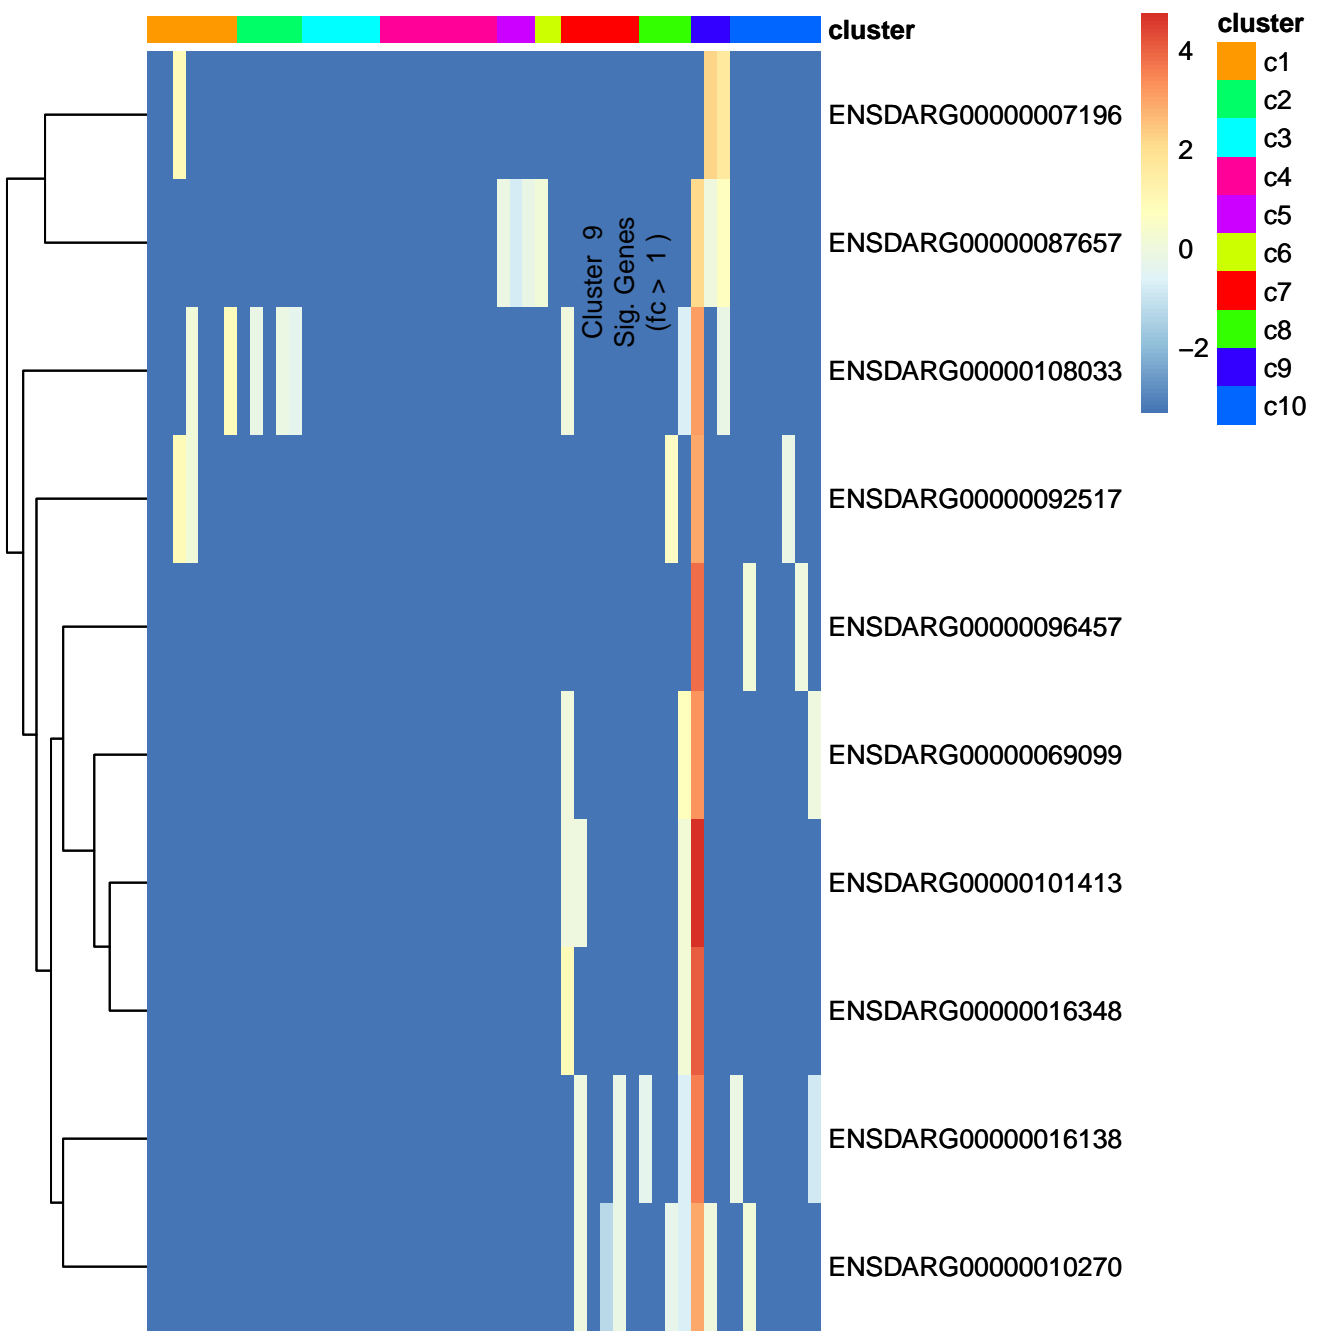 cluster
ENSDARG00000007196
ENSDARG00000087657
ENSDARG00000108033
ENSDARG00000092517
ENSDARG00000096457
ENSDARG00000069099
ENSDARG00000101413
ENSDARG00000016348
ENSDARG00000016138
ENSDARG00000010270
Cluster 9
Sig. Genes
(fc > 1 )
4
2
0
−2
cluster
c1
c2
c3
c4
c5
c6
c7
c8
c9
c10